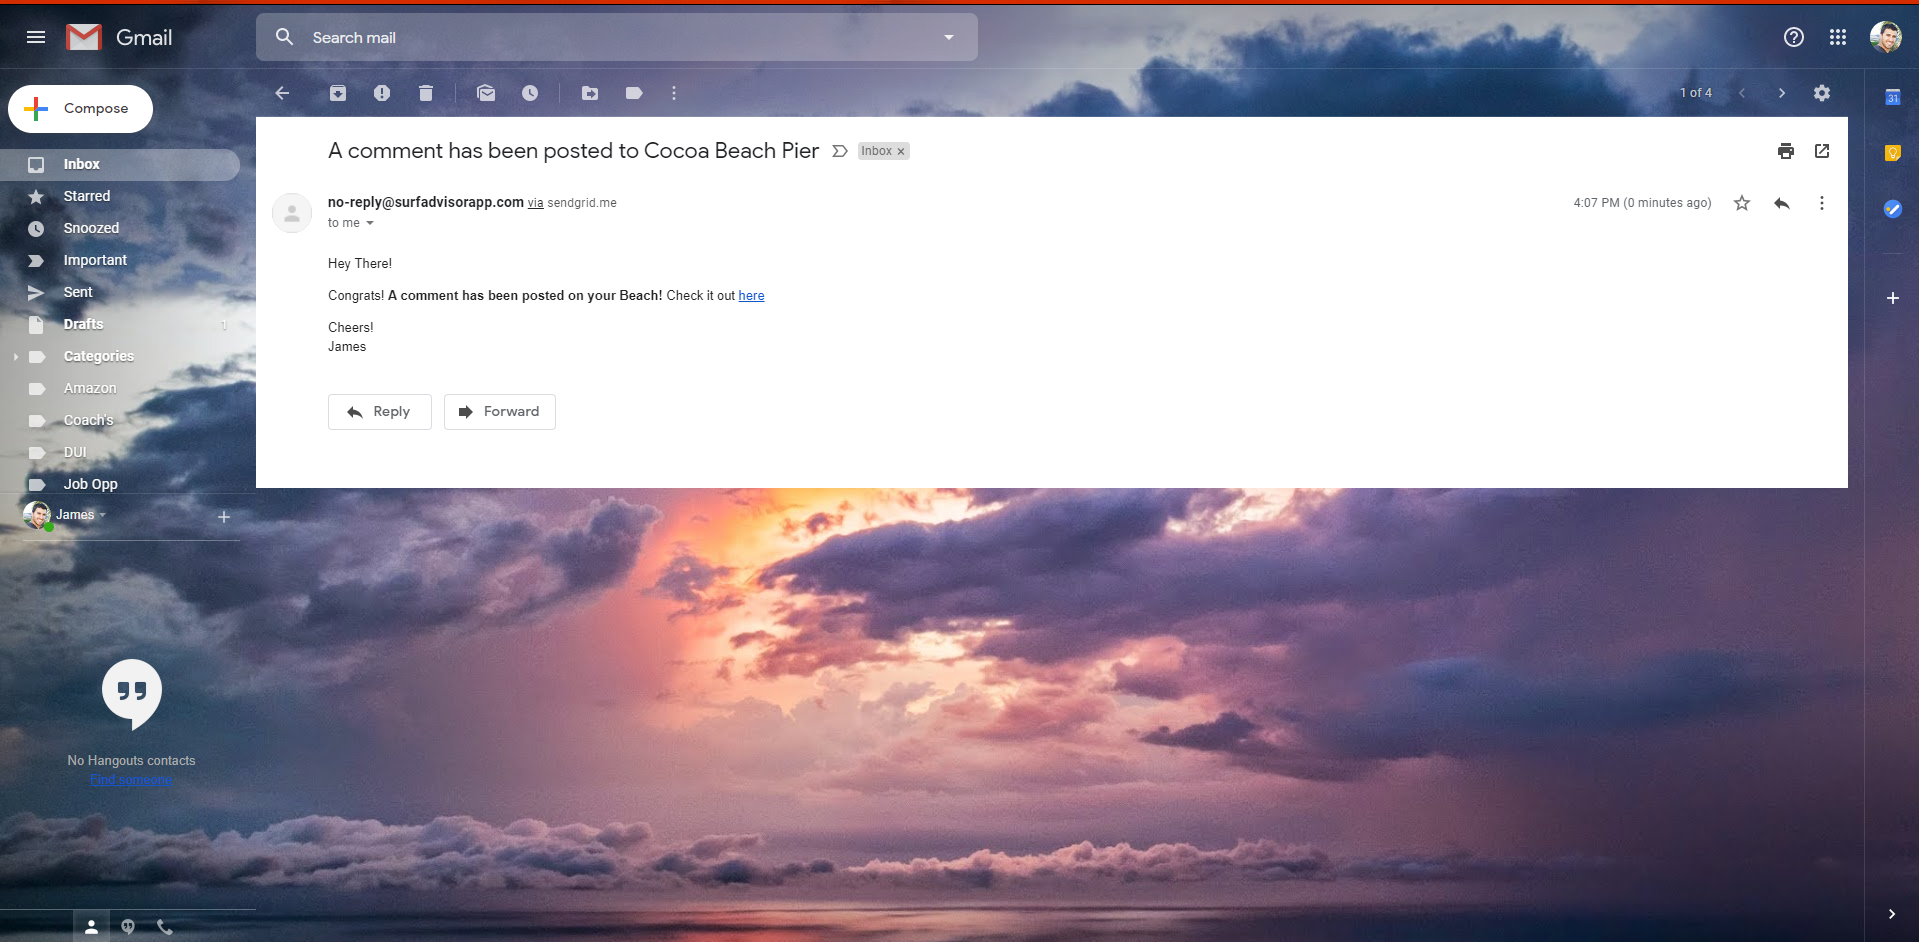 Gmail
Search mail
Compose
1 of 4
31
Inbox
Starred
Snoozed
Important
Sent
Drafts 1
Categories
Amazon
Coach's
DUI
Job Opp
James
No Hangouts contacts
Find someone
A comment has been posted to Cocoa Beach Pier Inbox x
no-reply@surfadvisorapp.com via sendgrid.me
4:07 PM (0 minutes ago)
to me
Hey There!
Congrats! A comment has been posted on your Beach! Check it out here
Cheers!
James
Reply Forward